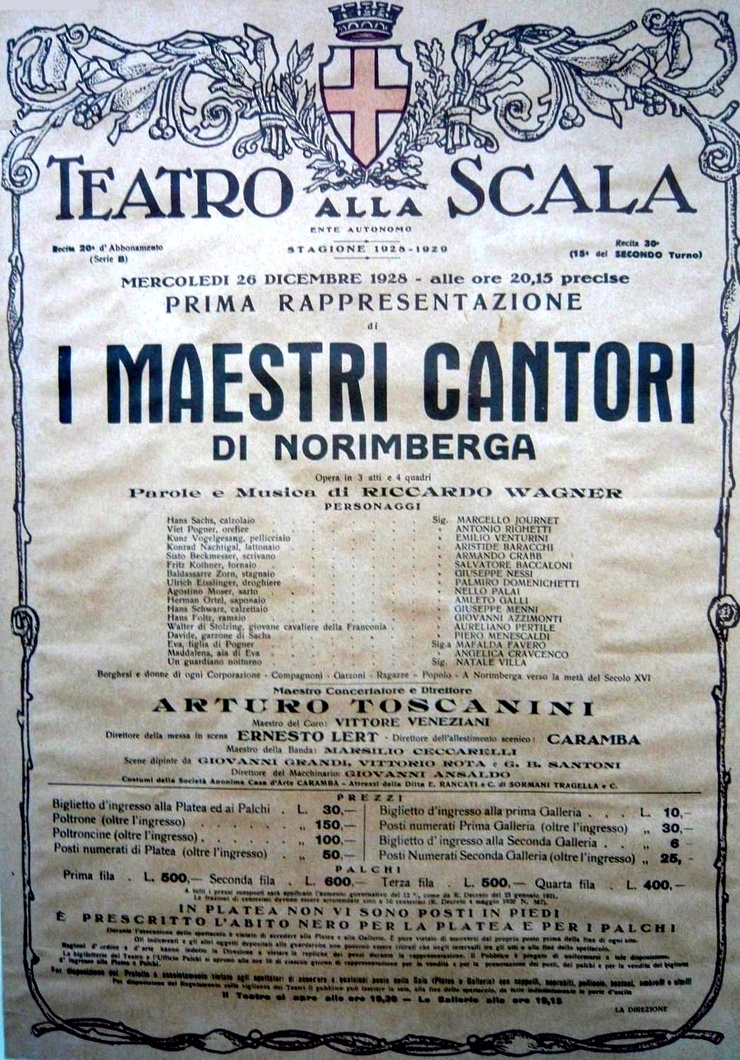 TEATRO ALLA SCALA
ENTE AUTONOMO
Recita 20ª d'Abbonamento
(Serie B)
STAGIONE 1928-1929
Recita 30ª
(15ª del SECONDO Turno)
MERCOLEDI 26 DICEMBRE 1928 - alle ore 20,15 precise
PRIMA RAPPRESENTAZIONE
di
I MAESTRI CANTORI
DI NORIMBERGA
Opera in 3 atti e 4 quadri
Parole e Musica di RICCARDO WAGNER
PERSONAGGI
Hans Sachs, calzolaio Sig. MARCELLO JOURNET
Viet Pogner, orefice » ANTONIO RIGHETTI
Kunz Vogelgesang, pellicciaio » EMILIO VENTURINI
Konrad Nachtigal, lattonaio » ARISTIDE BARACCHI
Sisto Beckmesser, scrivano » ARMANDO CRABB
Fritz Kothner, fornaio » SALVATORE BACCALONI
Baldassarre Zorn, stagnaio » GIUSEPPE NESSI
Ulrich Eisslinger, droghiere » PALMIRO DOMENICHETTI
Agostino Moser, sarto » NELLO PALAI
Herman Ortel, saponaio » AMLETO GALLI
Hans Schwarz, calzettaio » GIUSEPPE MENNI
Hans Foltz, ramaio » GIOVANNI AZZIMONTI
Walter di Stolzing, giovane cavaliere della Franconia » AURELIANO PERTILE
Davide, garzone di Sachs » PIERO MENESCALDI
Eva, figlia di Pogner Sig.a MAFALDA FAVERO
Maddalena, aia di Eva » ANGELICA CRAVCENCO
Un guardiano notturno Sig. NATALE VILLA
Borghesi e donne di ogni Corporazione - Compagnoni - Garzoni - Ragazze - Popolo - A Norimberga verso la metà del Secolo XVI
Maestro Concertatore e Direttore
ARTURO TOSCANINI
Maestro del Coro: VITTORE VENEZIANI
Direttore della messa in scena ERNESTO LERT - Direttore dell'allestimento scenico: CARAMBA
Maestro della Banda: MARSILIO CECCARELLI
Scene dipinte da GIOVANNI GRANDI, VITTORIO ROTA e G. B. SANTONI
Direttore del Macchinario: GIOVANNI ANSALDO
Costumi della Società Anonima Casa d'Arte CARAMBA - Attrezzi della Ditta E. RANCATI e C. di SORMANI TRAGELLA e C.
PREZZI
Biglietto d'ingresso alla Platea ed ai Palchi . L. 30,—
Poltrone (oltre l'ingresso) „ 150,—
Poltroncine (oltre l'ingresso) „ 100,—
Posti numerati di Platea (oltre l'ingresso) „ 50,—
Biglietto d'ingresso alla prima Galleria . . . L. 10,—
Posti numerati Prima Galleria (oltre l'ingresso) „ 30,—
Biglietto d'ingresso alla Seconda Galleria . . „ 6 —
Posti Numerati Seconda Galleria (oltre l'ingresso) „ 25, –
PALCHI
Prima fila . L. 500,— Seconda fila . L. 600,— Terza fila L. 500,— Quarta fila . L. 400,—
IN PLATEA NON VI SONO POSTI IN PIEDI
È PRESCRITTO L'ABITO NERO PER LA PLATEA E PER I PALCHI
Il Teatro si apre alle ore 19,30 — Le Gallerie alle ore 19,15
LA DIREZIONE